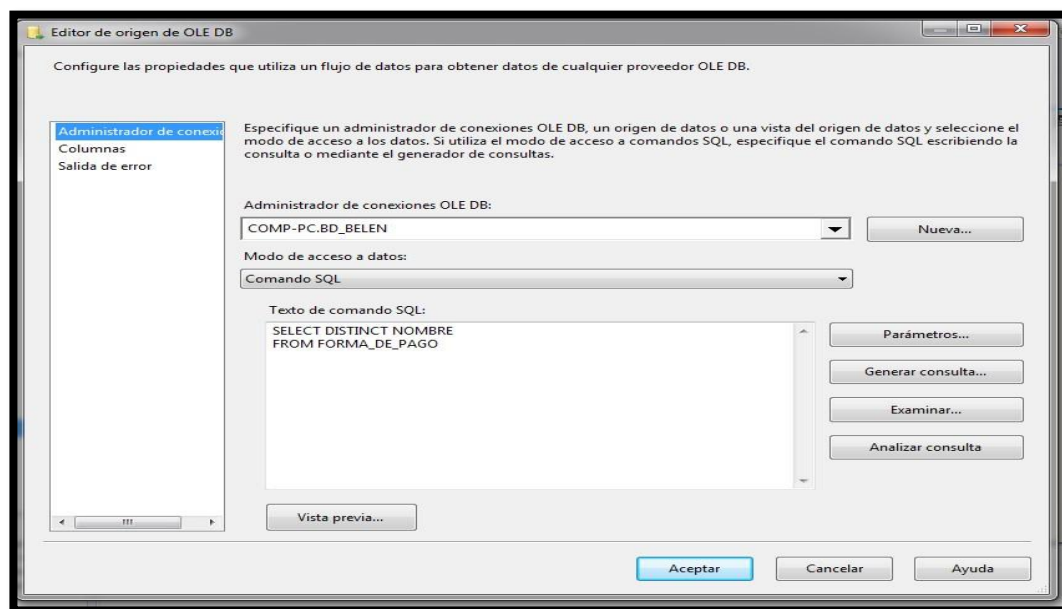 Editor de origen de OLE DB
Configure las propiedades que utiliza un flujo de datos para obtener datos de cualquier proveedor OLE DB.
Administrador de conexi
Columnas
Salida de error
Especifique un administrador de conexiones OLE DB, un origen de datos o una vista del origen de datos y seleccione el
modo de acceso a los datos. Si utiliza el modo de acceso a comandos SQL, especifique el comando SQL escribiendo la
consulta o mediante el generador de consultas.
Administrador de conexiones OLE DB:
COMP-PC.BD_BELEN
Nueva...
Modo de acceso a datos:
Comando SQL
Texto de comando SQL:
SELECT DISTINCT NOMBRE
FROM FORMA_DE_PAGO
Parámetros...
Generar consulta...
Examinar...
Analizar consulta
Vista previa...
Aceptar
Cancelar
Ayuda